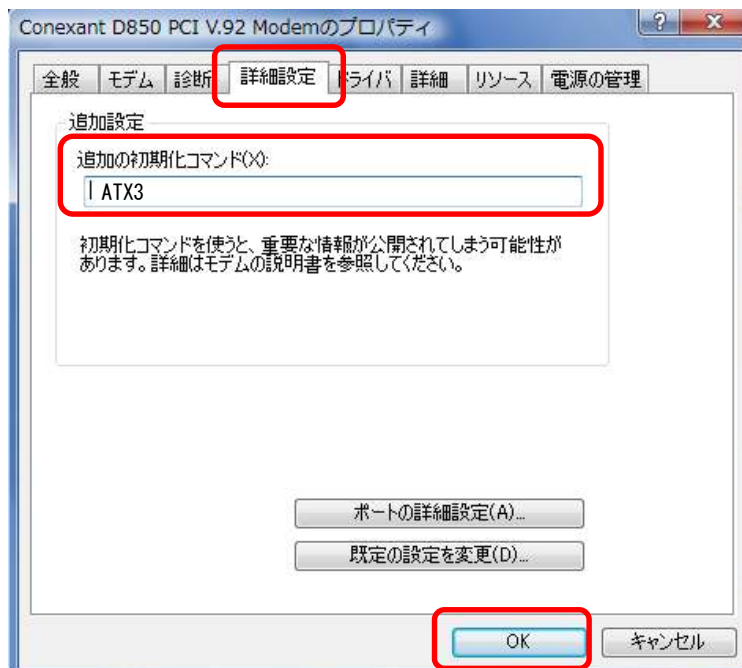 Conexant D850 PCI V.92 Modemのプロパティ
全般 モデム 診断 詳細設定 ドライバ 詳細 リソース 電源の管理
追加設定
追加の初期化コマンド(X):
ATX3
初期化コマンドを使うと、重要な情報が公開されてしまう可能性が
あります。詳細はモデムの説明書を参照してください。
ポートの詳細設定(A)...
既定の設定を変更(D)...
OK キャンセル